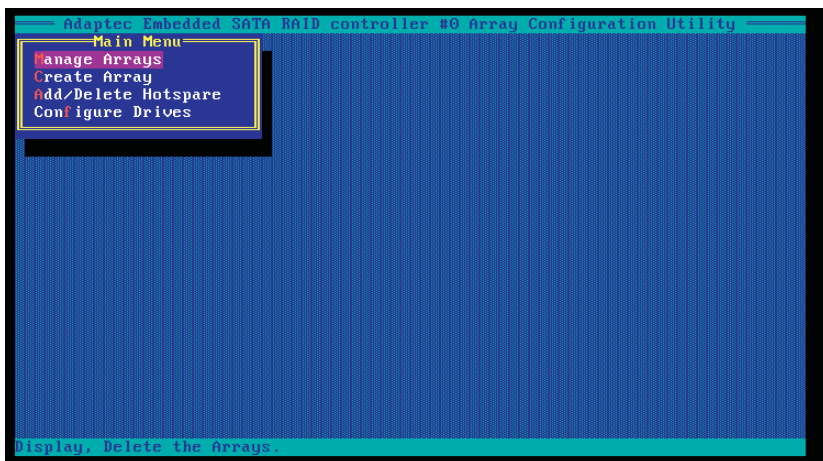 Adaptec Embedded SATA RAID controller #0 Array Configuration Utility
Main Menu
Manage Arrays
Create Array
Add/Delete Hotspare
Configure Drives
Display, Delete the Arrays.